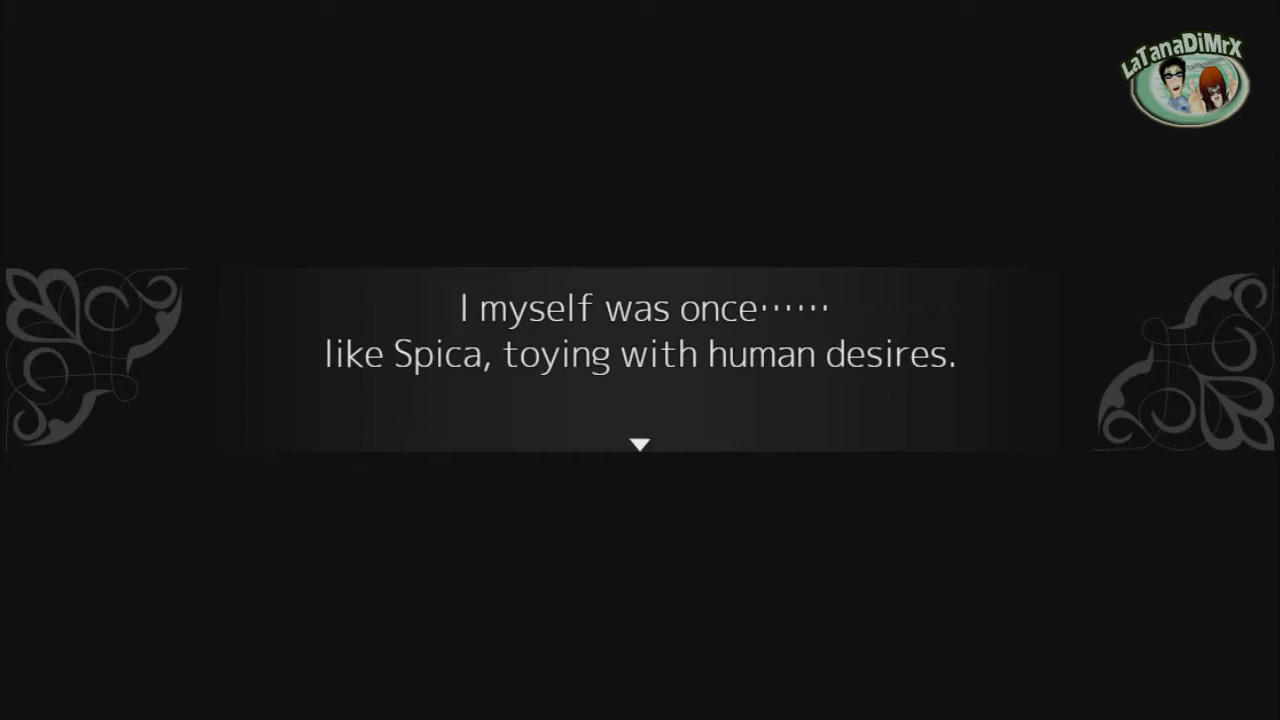 LaTanaDiMrX
I myself was once……
like Spica, toying with human desires.